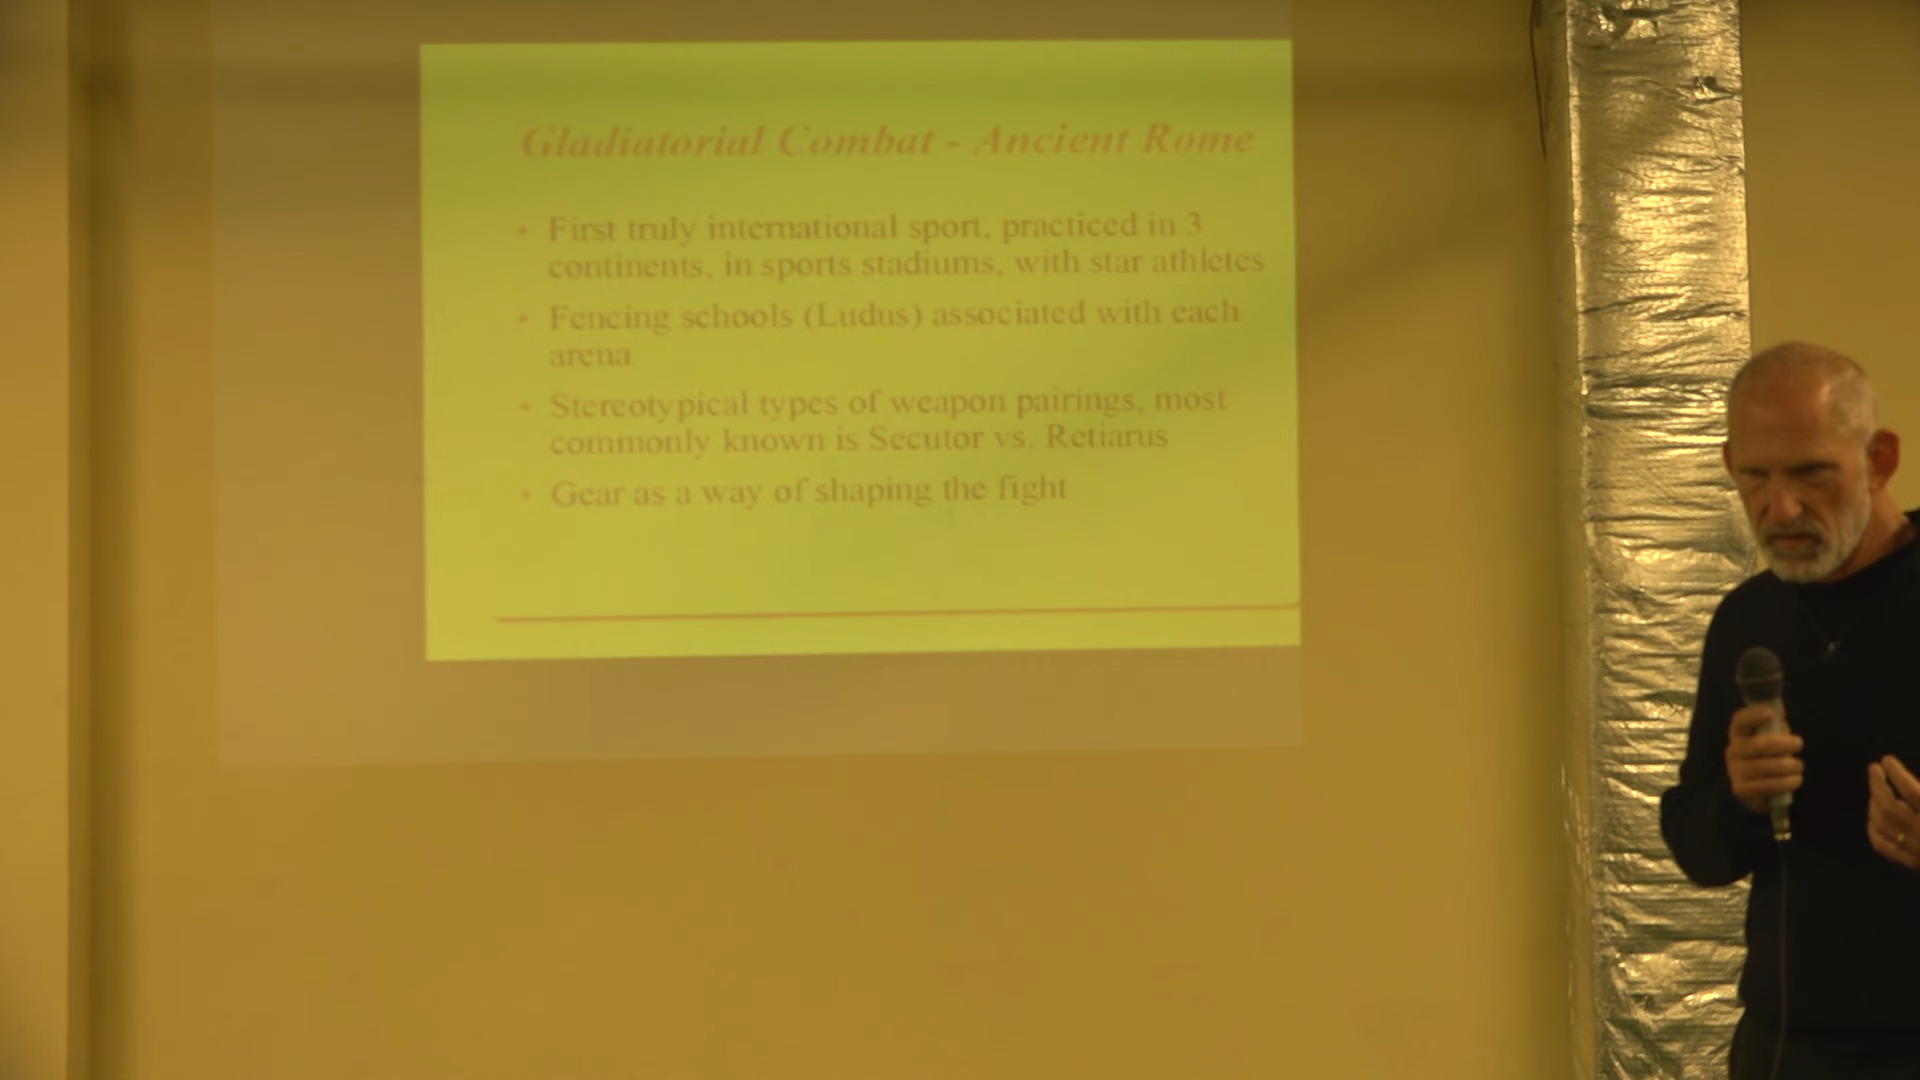 Gladiatorial Combat - Ancient Rome
• First truly international sport, practiced in 3
continents, in sports stadiums, with star athletes
• Fencing schools (Ludus) associated with each
arena
• Stereotypical types of weapon pairings, most
commonly known is Secutor vs. Retiarus
• Gear as a way of shaping the fight